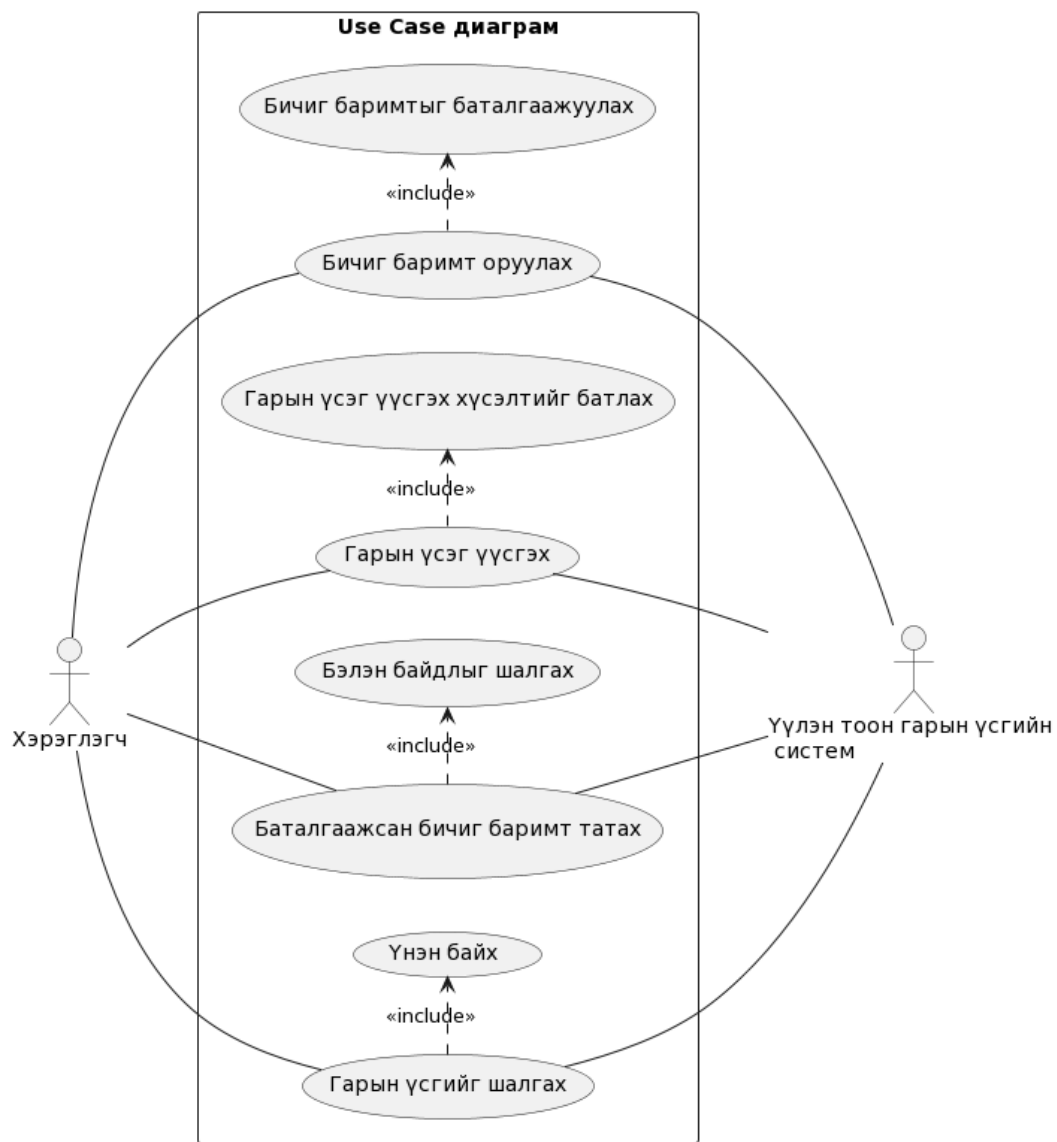 Use Case диаграм
Бичиг баримтыг баталгаажуулах
«include»
Бичиг баримт оруулах
Гарын үсэг үүсгэх хүсэлтийг батлах
«include»
Гарын үсэг үүсгэх
Бэлэн байдлыг шалгах
Хэрэглэгч
«include»
Үүлэн тоон гарын үсгийн
систем
Баталгаажсан бичиг баримт татах
Үнэн байх
«include»
Гарын үсгийг шалгах